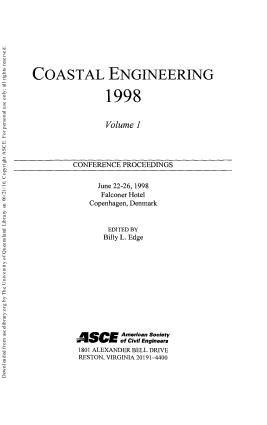 COASTAL ENGINEERING
1998
Volume 1
CONFERENCE PROCEEDINGS
June 22-26, 1998
Falconer Hotel
Copenhagen, Denmark
EDITED BY
Billy L. Edge
ASCE American Society
of Civil Engineers
1801 ALEXANDER BELL DRIVE
RESTON, VIRGINIA 20191-4400
Downloaded from ascelibrary.org by The University of Queensland Library on 06/21/16. Copyright ASCE. For personal use only; all rights reserved.